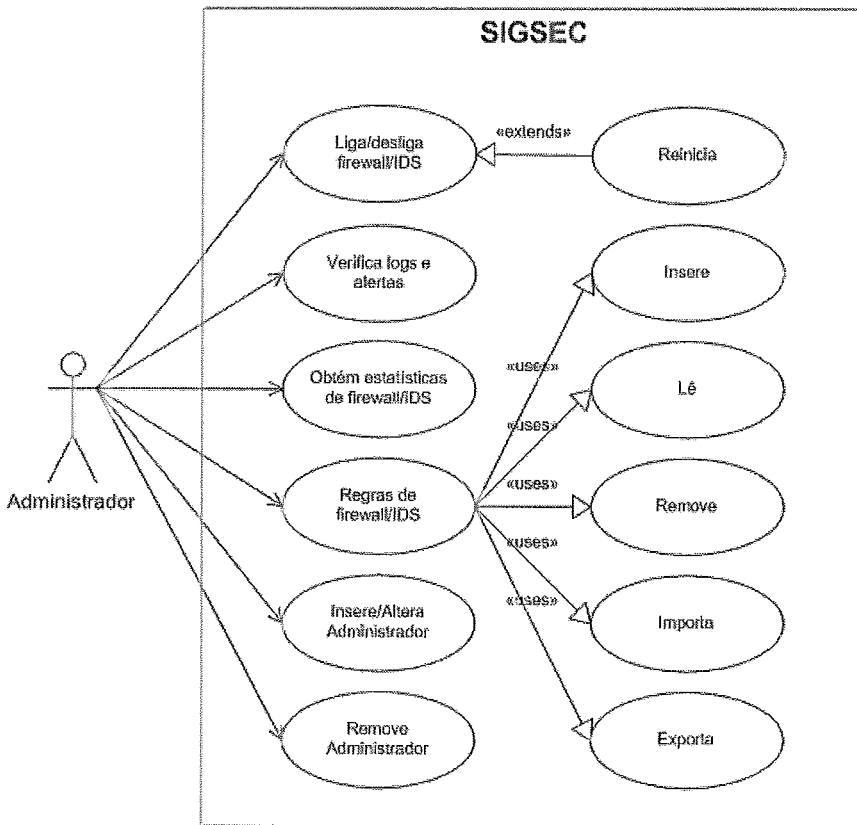 SIGSEC
Liga/desliga
firewall/IDS
«extends»
Reinicia
Verifica logs e
alertas
Insere
«uses»
Obtém estatísticas
de firewall/IDS
Lê
«uses»
Administrador
Regras de
firewall/IDS
«uses»
Remove
«uses»
Insere/Altera
Administrador
«uses»
Importa
Remove
Administrador
Exporta